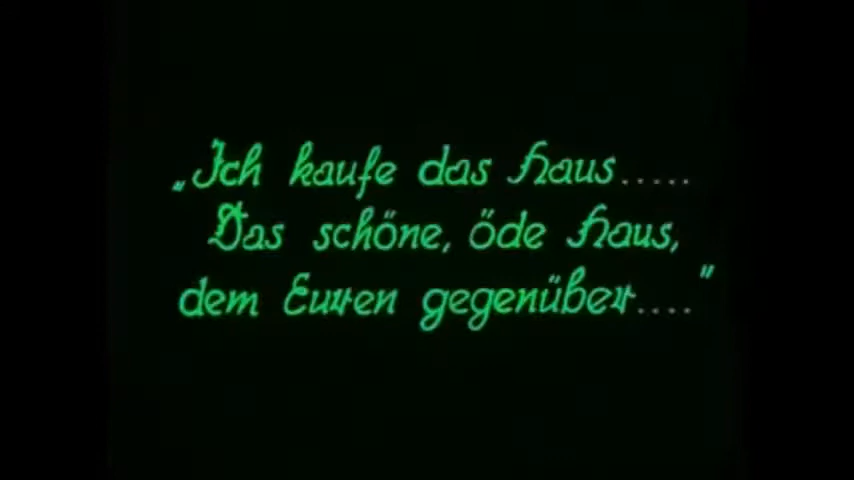 „Ich kaufe das Haus.....
Das schöne, öde Haus,
dem Euren gegenüber...."